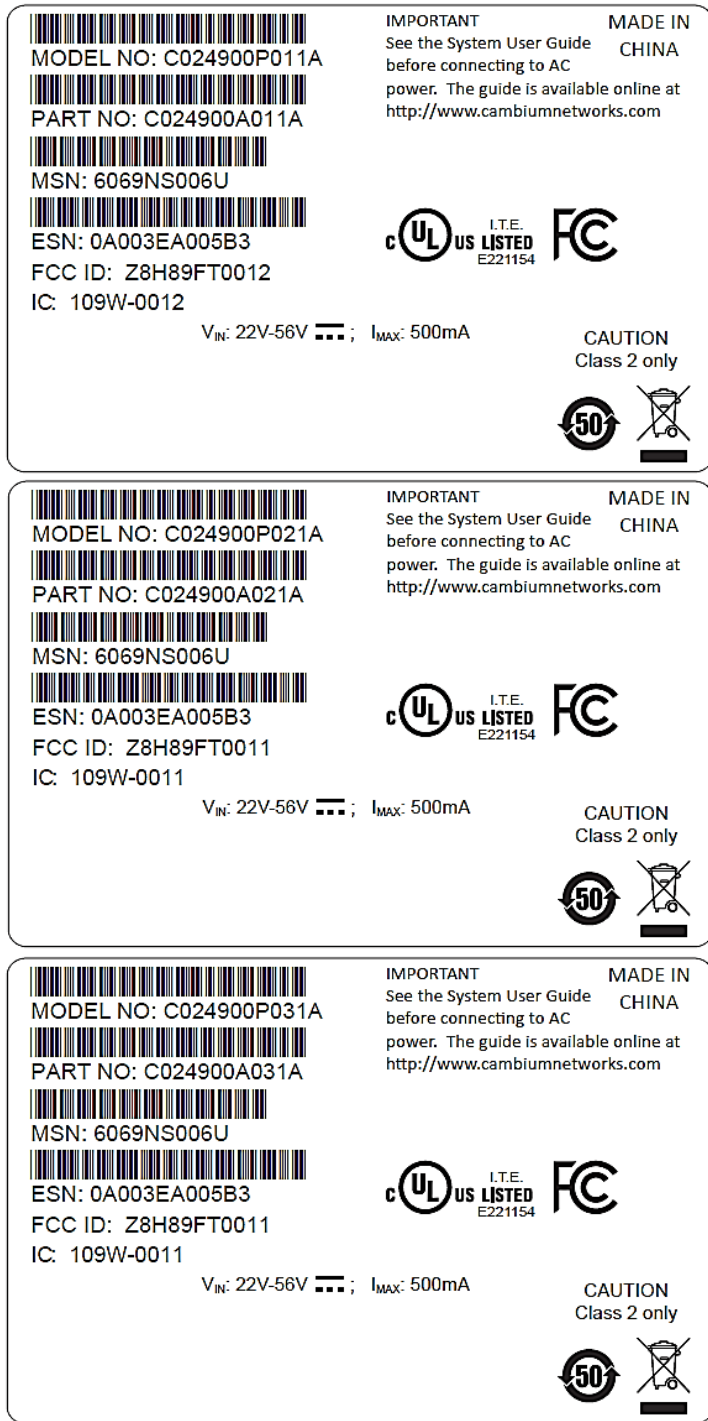 MODEL NO: C024900P011A
PART NO: C024900A011A
MSN: 6069NS006U
ESN: 0A003EA005B3
FCC ID: Z8H89FT0012
IC: 109W-0012
IMPORTANT
See the System User Guide
before connecting to AC
power. The guide is available online at
http://www.cambiumnetworks.com
MADE IN
CHINA
C UL US LISTED
I.T.E.
E221154
FC
VIN: 22V-56V ; IMAX: 500mA
CAUTION
Class 2 only
50
MODEL NO: C024900P021A
PART NO: C024900A021A
MSN: 6069NS006U
ESN: 0A003EA005B3
FCC ID: Z8H89FT0011
IC: 109W-0011
IMPORTANT
See the System User Guide
before connecting to AC
power. The guide is available online at
http://www.cambiumnetworks.com
MADE IN
CHINA
C UL US LISTED
I.T.E.
E221154
FC
VIN: 22V-56V ; IMAX: 500mA
CAUTION
Class 2 only
50
MODEL NO: C024900P031A
PART NO: C024900A031A
MSN: 6069NS006U
ESN: 0A003EA005B3
FCC ID: Z8H89FT0011
IC: 109W-0011
IMPORTANT
See the System User Guide
before connecting to AC
power. The guide is available online at
http://www.cambiumnetworks.com
MADE IN
CHINA
C UL US LISTED
I.T.E.
E221154
FC
VIN: 22V-56V ; IMAX: 500mA
CAUTION
Class 2 only
50